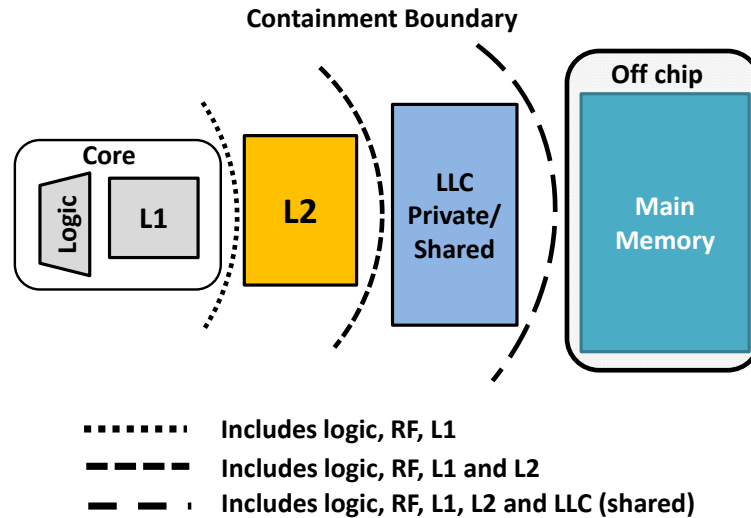 Containment Boundary
Off chip
Core
Logic
L1
L2
LLC
Private/
Shared
Main
Memory
Includes logic, RF, L1
Includes logic, RF, L1 and L2
Includes logic, RF, L1, L2 and LLC (shared)